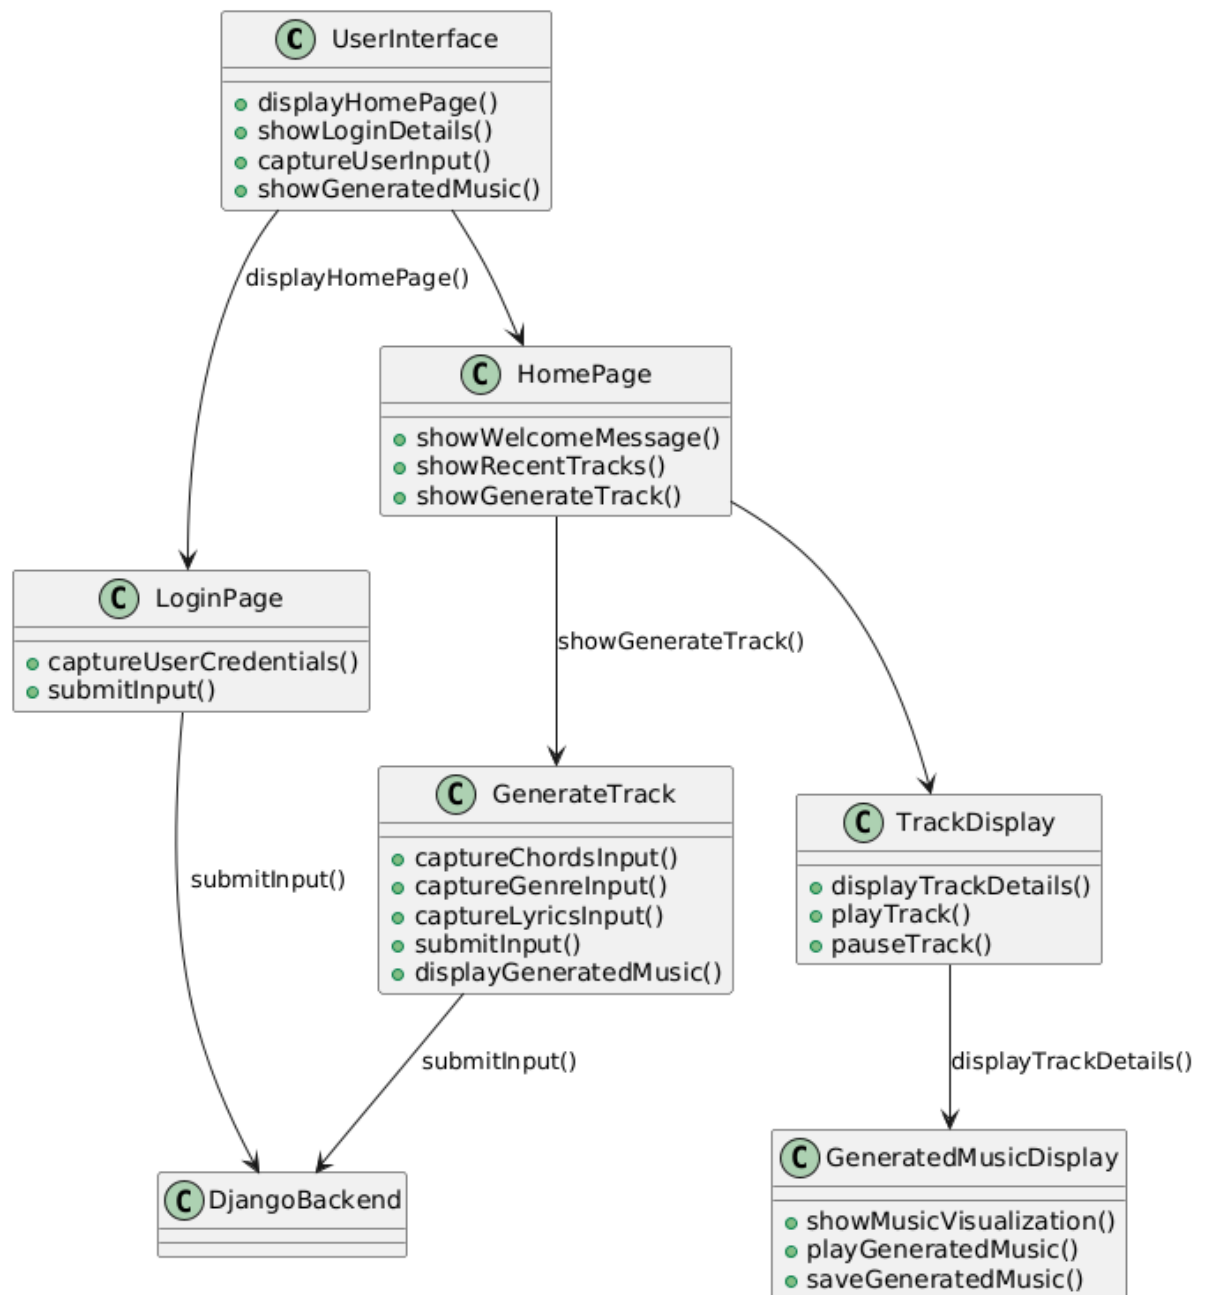 C UserInterface
displayHomePage()
showLoginDetails()
captureUserInput()
showGeneratedMusic()
displayHomePage()
C HomePage
showWelcomeMessage()
showRecentTracks()
showGenerateTrack()
C LoginPage
captureUserCredentials()
submitInput()
showGenerateTrack()
C GenerateTrack
captureChordsInput()
captureGenreInput()
captureLyricsInput()
submitInput()
displayGeneratedMusic()
C TrackDisplay
displayTrackDetails()
playTrack()
pauseTrack()
submitInput()
submitInput()
displayTrackDetails()
C DjangoBackend
C GeneratedMusicDisplay
showMusicVisualization()
playGeneratedMusic()
saveGeneratedMusic()